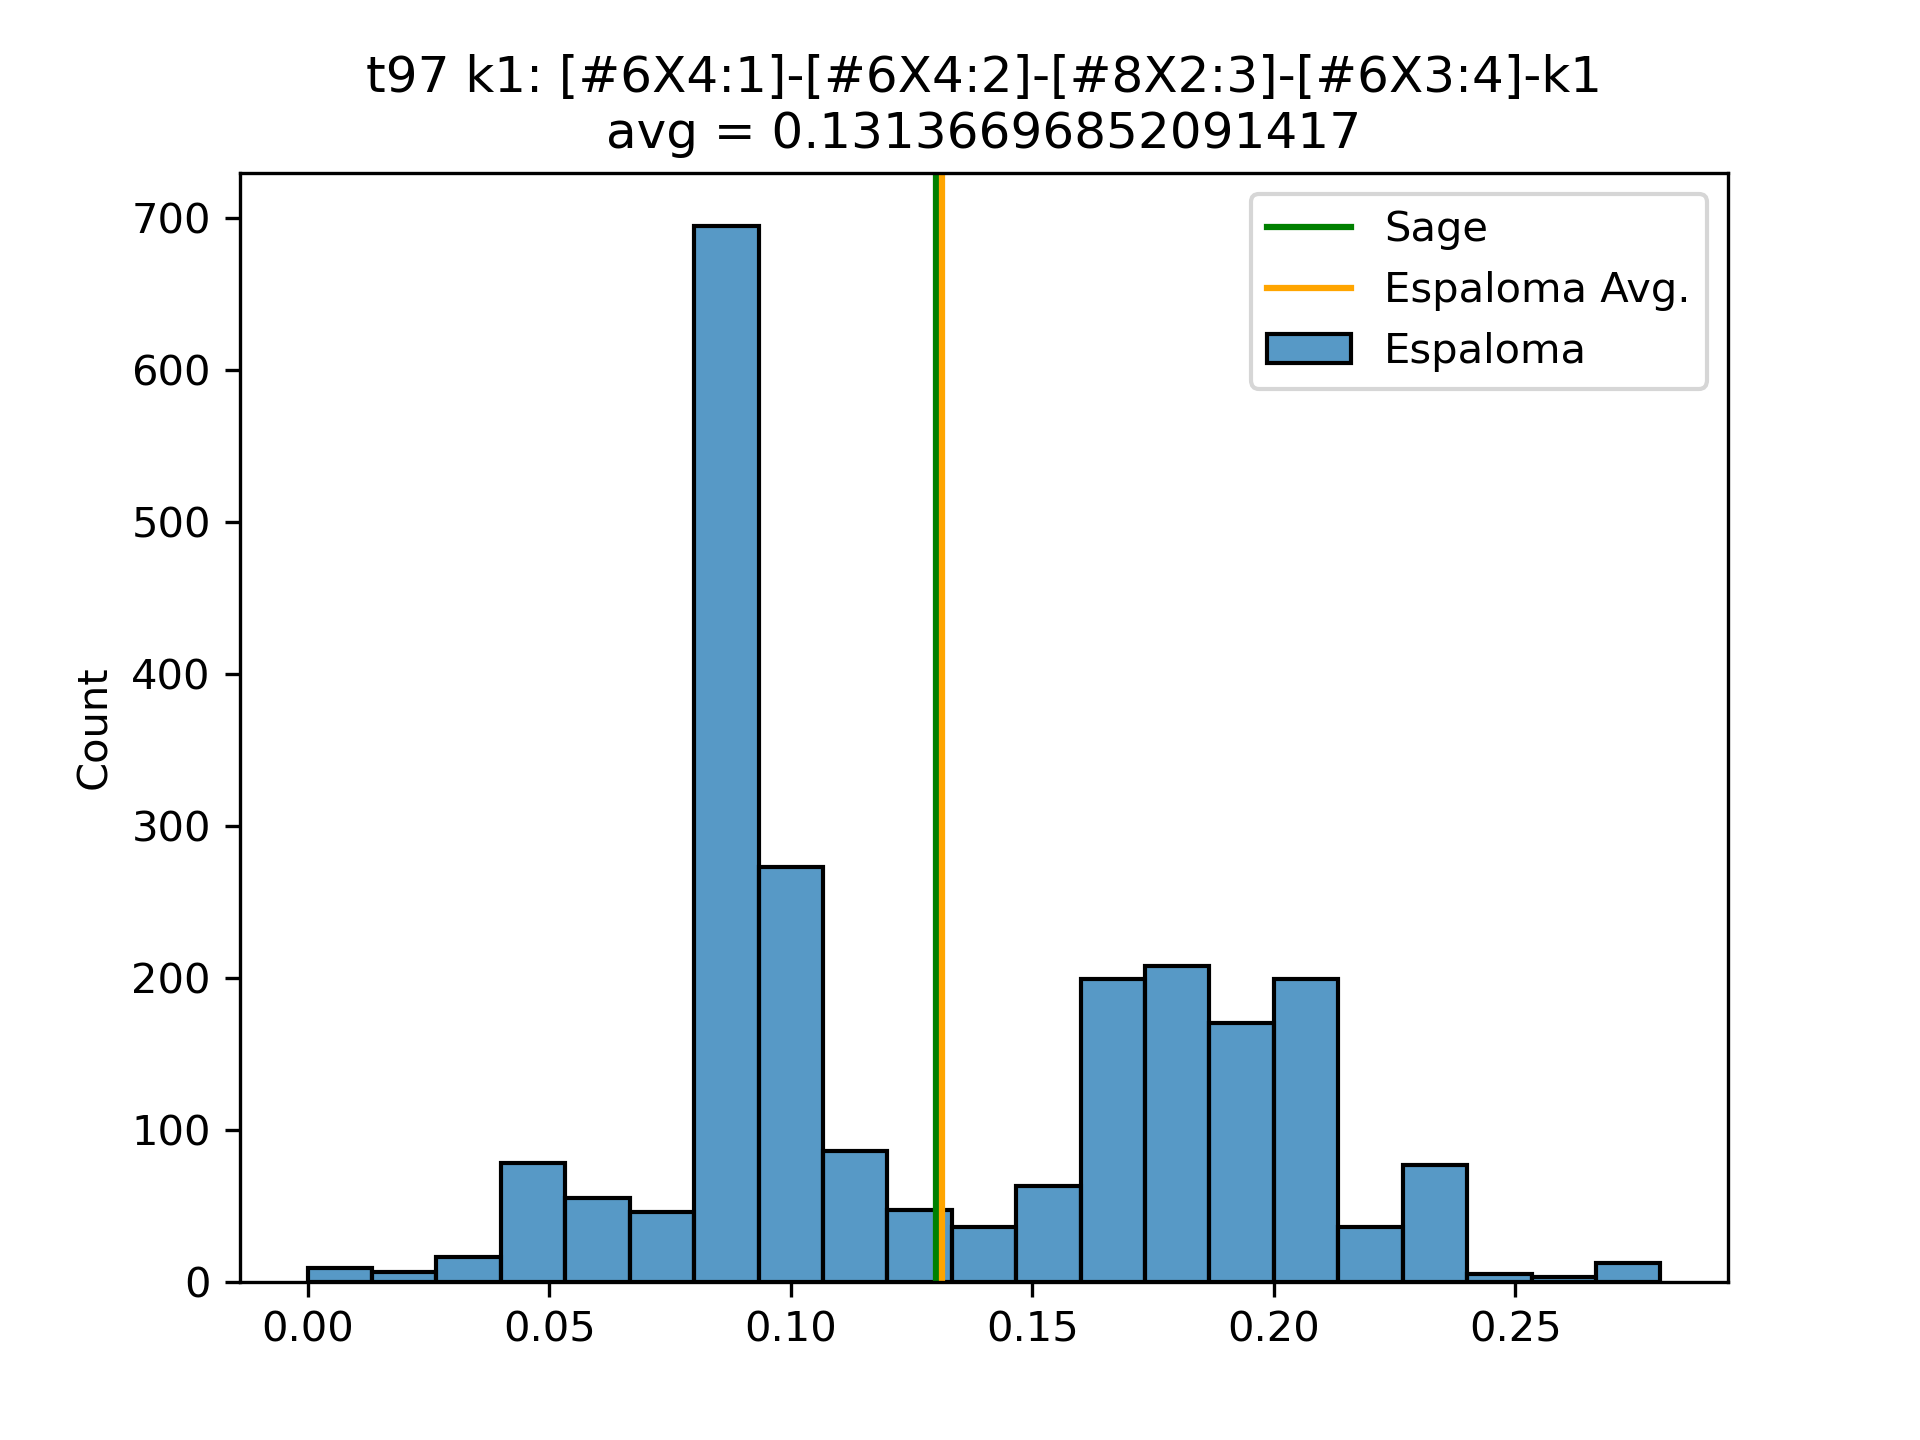 t97 k1: [#6X4:1]-[#6X4:2]-[#8X2:3]-[#6X3:4]-k1
avg = 0.13136696852091417
Sage
Espaloma Avg.
Espaloma
Count
700
600
500
400
300
200
100
0
0.00 0.05 0.10 0.15 0.20 0.25